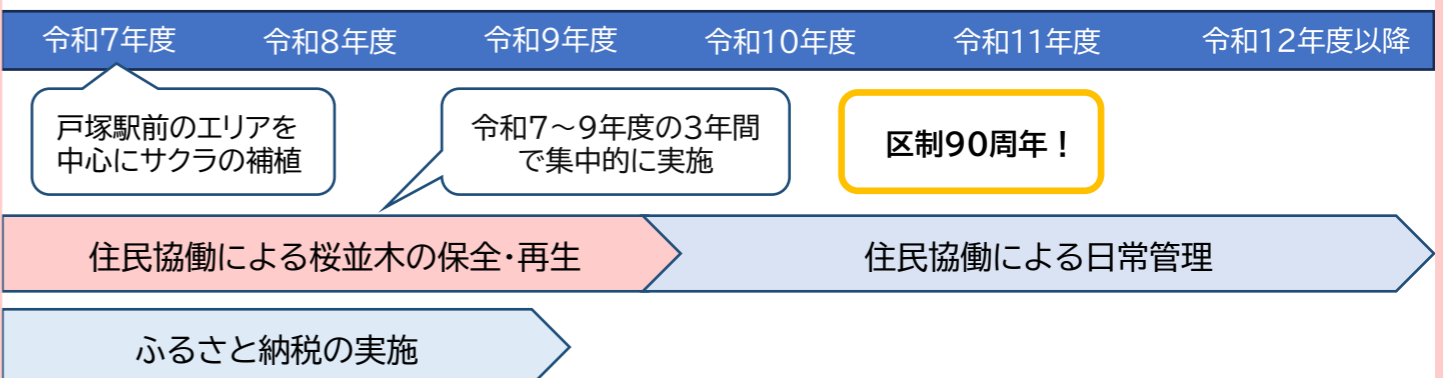 令和7年度 令和8年度 令和9年度 令和10年度 令和11年度 令和12年度以降
戸塚駅前のエリアを
中心にサクラの補植
令和7～9年度の3年間
で集中的に実施
区制90周年！
住民協働による桜並木の保全・再生
住民協働による日常管理
ふるさと納税の実施